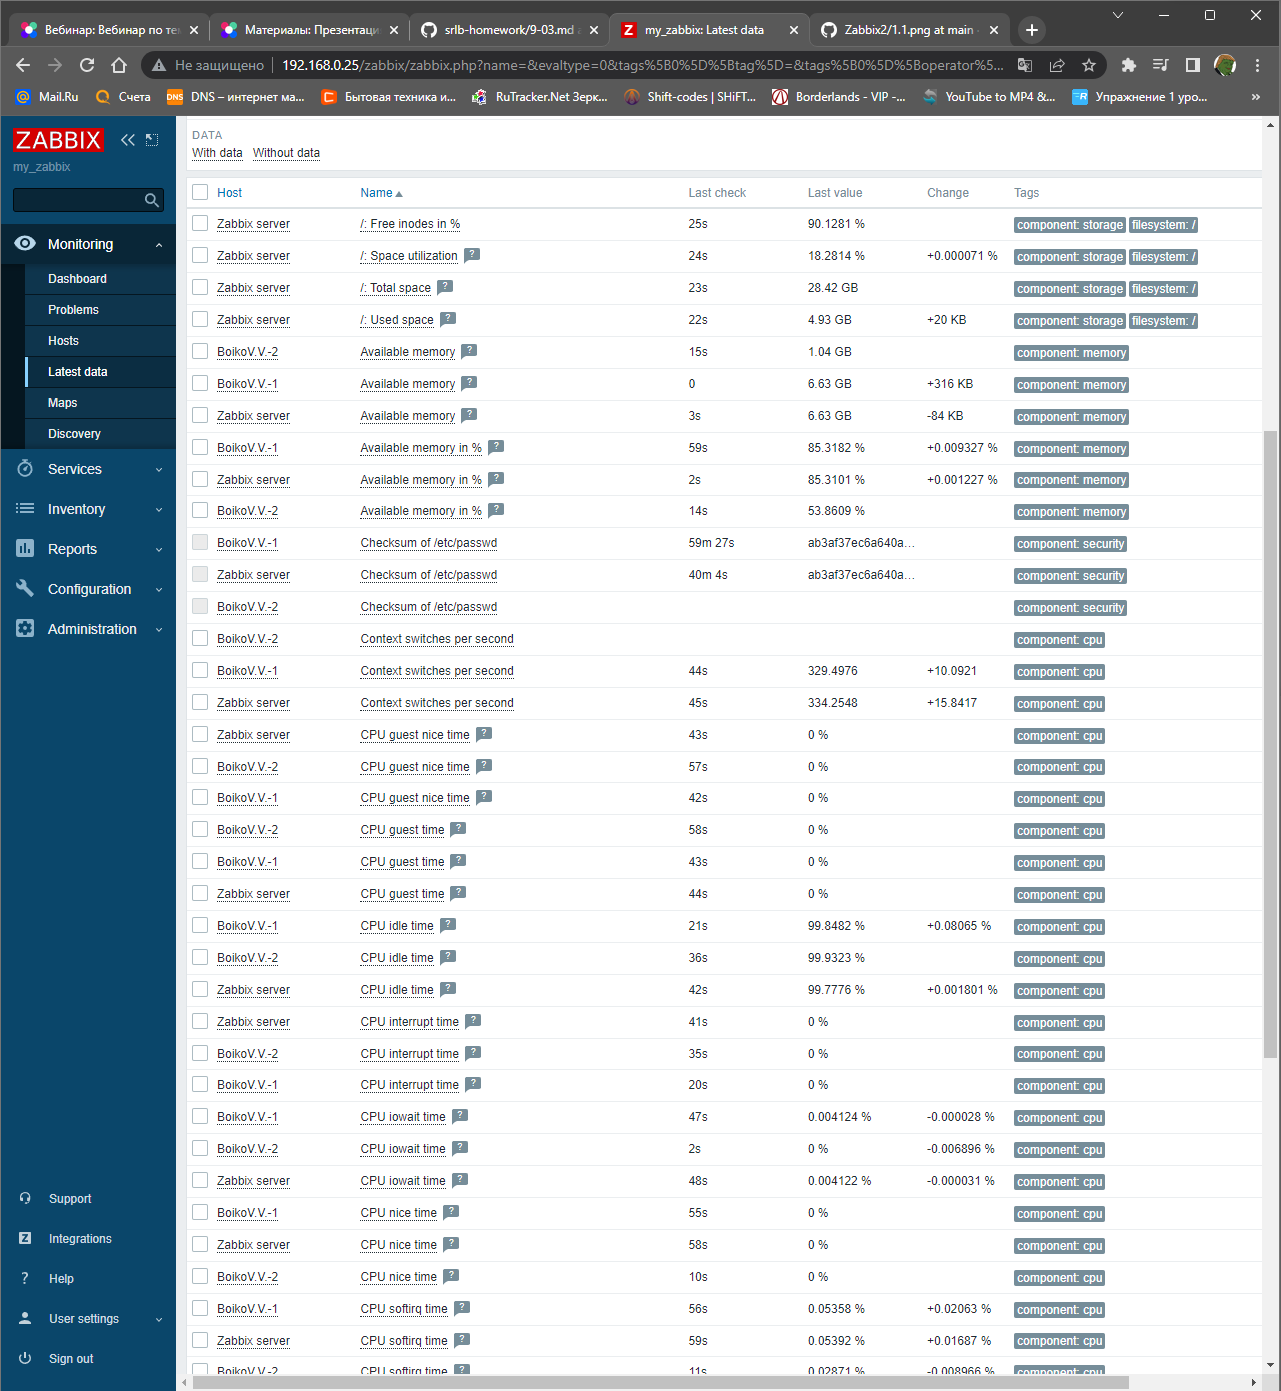 Вебинар: Вебинар по те
Материалы: Презентаци
srlb-homework/9-03.md a
my_zabbix: Latest data
Zabbix2/1.1.png at main
Не защищено 192.168.0.25/zabbix/zabbix.php?name=&evaltype=0&tags%5B0%5D%5Btag%5D=&tags%5B0%5D%5Boperator%5...
Mail.Ru Счета DNS – интернет ма... Бытовая техника и... RuTracker.Net Зерк... Shift-codes | SHiFT... Borderlands - VIP -... YouTube to MP4 &... Упражнение 1 уро... »
ZABBIX
my_zabbix
Monitoring
Dashboard
Problems
Hosts
Latest data
Maps
Discovery
Services
Inventory
Reports
Configuration
Administration
Support
Integrations
Help
User settings
Sign out
DATA
With data Without data
Host Name Last check Last value Change Tags
Zabbix server /: Free inodes in % 25s 90.1281 % component: storage filesystem: /
Zabbix server /: Space utilization ? 24s 18.2814 % +0.000071 % component: storage filesystem: /
Zabbix server /: Total space ? 23s 28.42 GB component: storage filesystem: /
Zabbix server /: Used space ? 22s 4.93 GB +20 KB component: storage filesystem: /
BoikoV.V.-2 Available memory ? 15s 1.04 GB component: memory
BoikoV.V.-1 Available memory ? 0 6.63 GB +316 KB component: memory
Zabbix server Available memory ? 3s 6.63 GB -84 KB component: memory
BoikoV.V.-1 Available memory in % ? 59s 85.3182 % +0.009327 % component: memory
Zabbix server Available memory in % ? 2s 85.3101 % +0.001227 % component: memory
BoikoV.V.-2 Available memory in % ? 14s 53.8609 % component: memory
BoikoV.V.-1 Checksum of /etc/passwd 59m 27s ab3af37ec6a640a... component: security
Zabbix server Checksum of /etc/passwd 40m 4s ab3af37ec6a640a... component: security
BoikoV.V.-2 Checksum of /etc/passwd component: security
BoikoV.V.-2 Context switches per second component: cpu
BoikoV.V.-1 Context switches per second 44s 329.4976 +10.0921 component: cpu
Zabbix server Context switches per second 45s 334.2548 +15.8417 component: cpu
Zabbix server CPU guest nice time ? 43s 0 % component: cpu
BoikoV.V.-2 CPU guest nice time ? 57s 0 % component: cpu
BoikoV.V.-1 CPU guest nice time ? 42s 0 % component: cpu
BoikoV.V.-2 CPU guest time ? 58s 0 % component: cpu
BoikoV.V.-1 CPU guest time ? 43s 0 % component: cpu
Zabbix server CPU guest time ? 44s 0 % component: cpu
BoikoV.V.-1 CPU idle time ? 21s 99.8482 % +0.08065 % component: cpu
BoikoV.V.-2 CPU idle time ? 36s 99.9323 % component: cpu
Zabbix server CPU idle time ? 42s 99.7776 % +0.001801 % component: cpu
Zabbix server CPU interrupt time ? 41s 0 % component: cpu
BoikoV.V.-2 CPU interrupt time ? 35s 0 % component: cpu
BoikoV.V.-1 CPU interrupt time ? 20s 0 % component: cpu
BoikoV.V.-1 CPU iowait time ? 47s 0.004124 % -0.000028 % component: cpu
BoikoV.V.-2 CPU iowait time ? 2s 0 % -0.006896 % component: cpu
Zabbix server CPU iowait time ? 48s 0.004122 % -0.000031 % component: cpu
BoikoV.V.-1 CPU nice time ? 55s 0 % component: cpu
Zabbix server CPU nice time ? 58s 0 % component: cpu
BoikoV.V.-2 CPU nice time ? 10s 0 % component: cpu
BoikoV.V.-1 CPU softirq time ? 56s 0.05358 % +0.02063 % component: cpu
Zabbix server CPU softirq time ? 59s 0.05392 % +0.01687 % component: cpu
BoikoV.V.-2 CPU softirq time ? 11s 0.02871 % -0.008966 % component: cpu